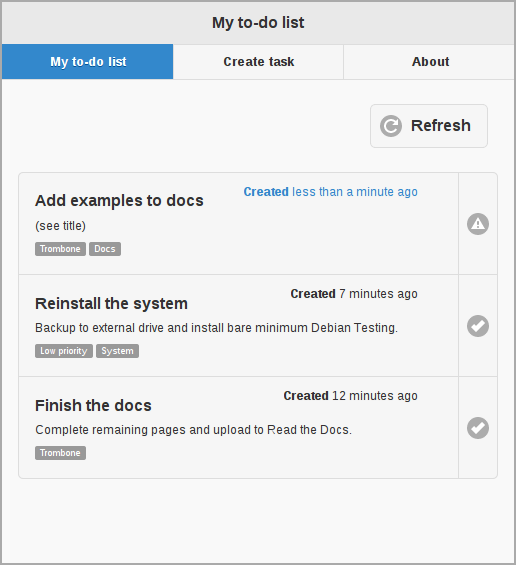 My to-do list
My to-do list
Create task
About
Refresh
Add examples to docs
Created less than a minute ago
(see title)
Trombone Docs
Reinstall the system
Created 7 minutes ago
Backup to external drive and install bare minimum Debian Testing.
Low priority System
Finish the docs
Created 12 minutes ago
Complete remaining pages and upload to Read the Docs.
Trombone